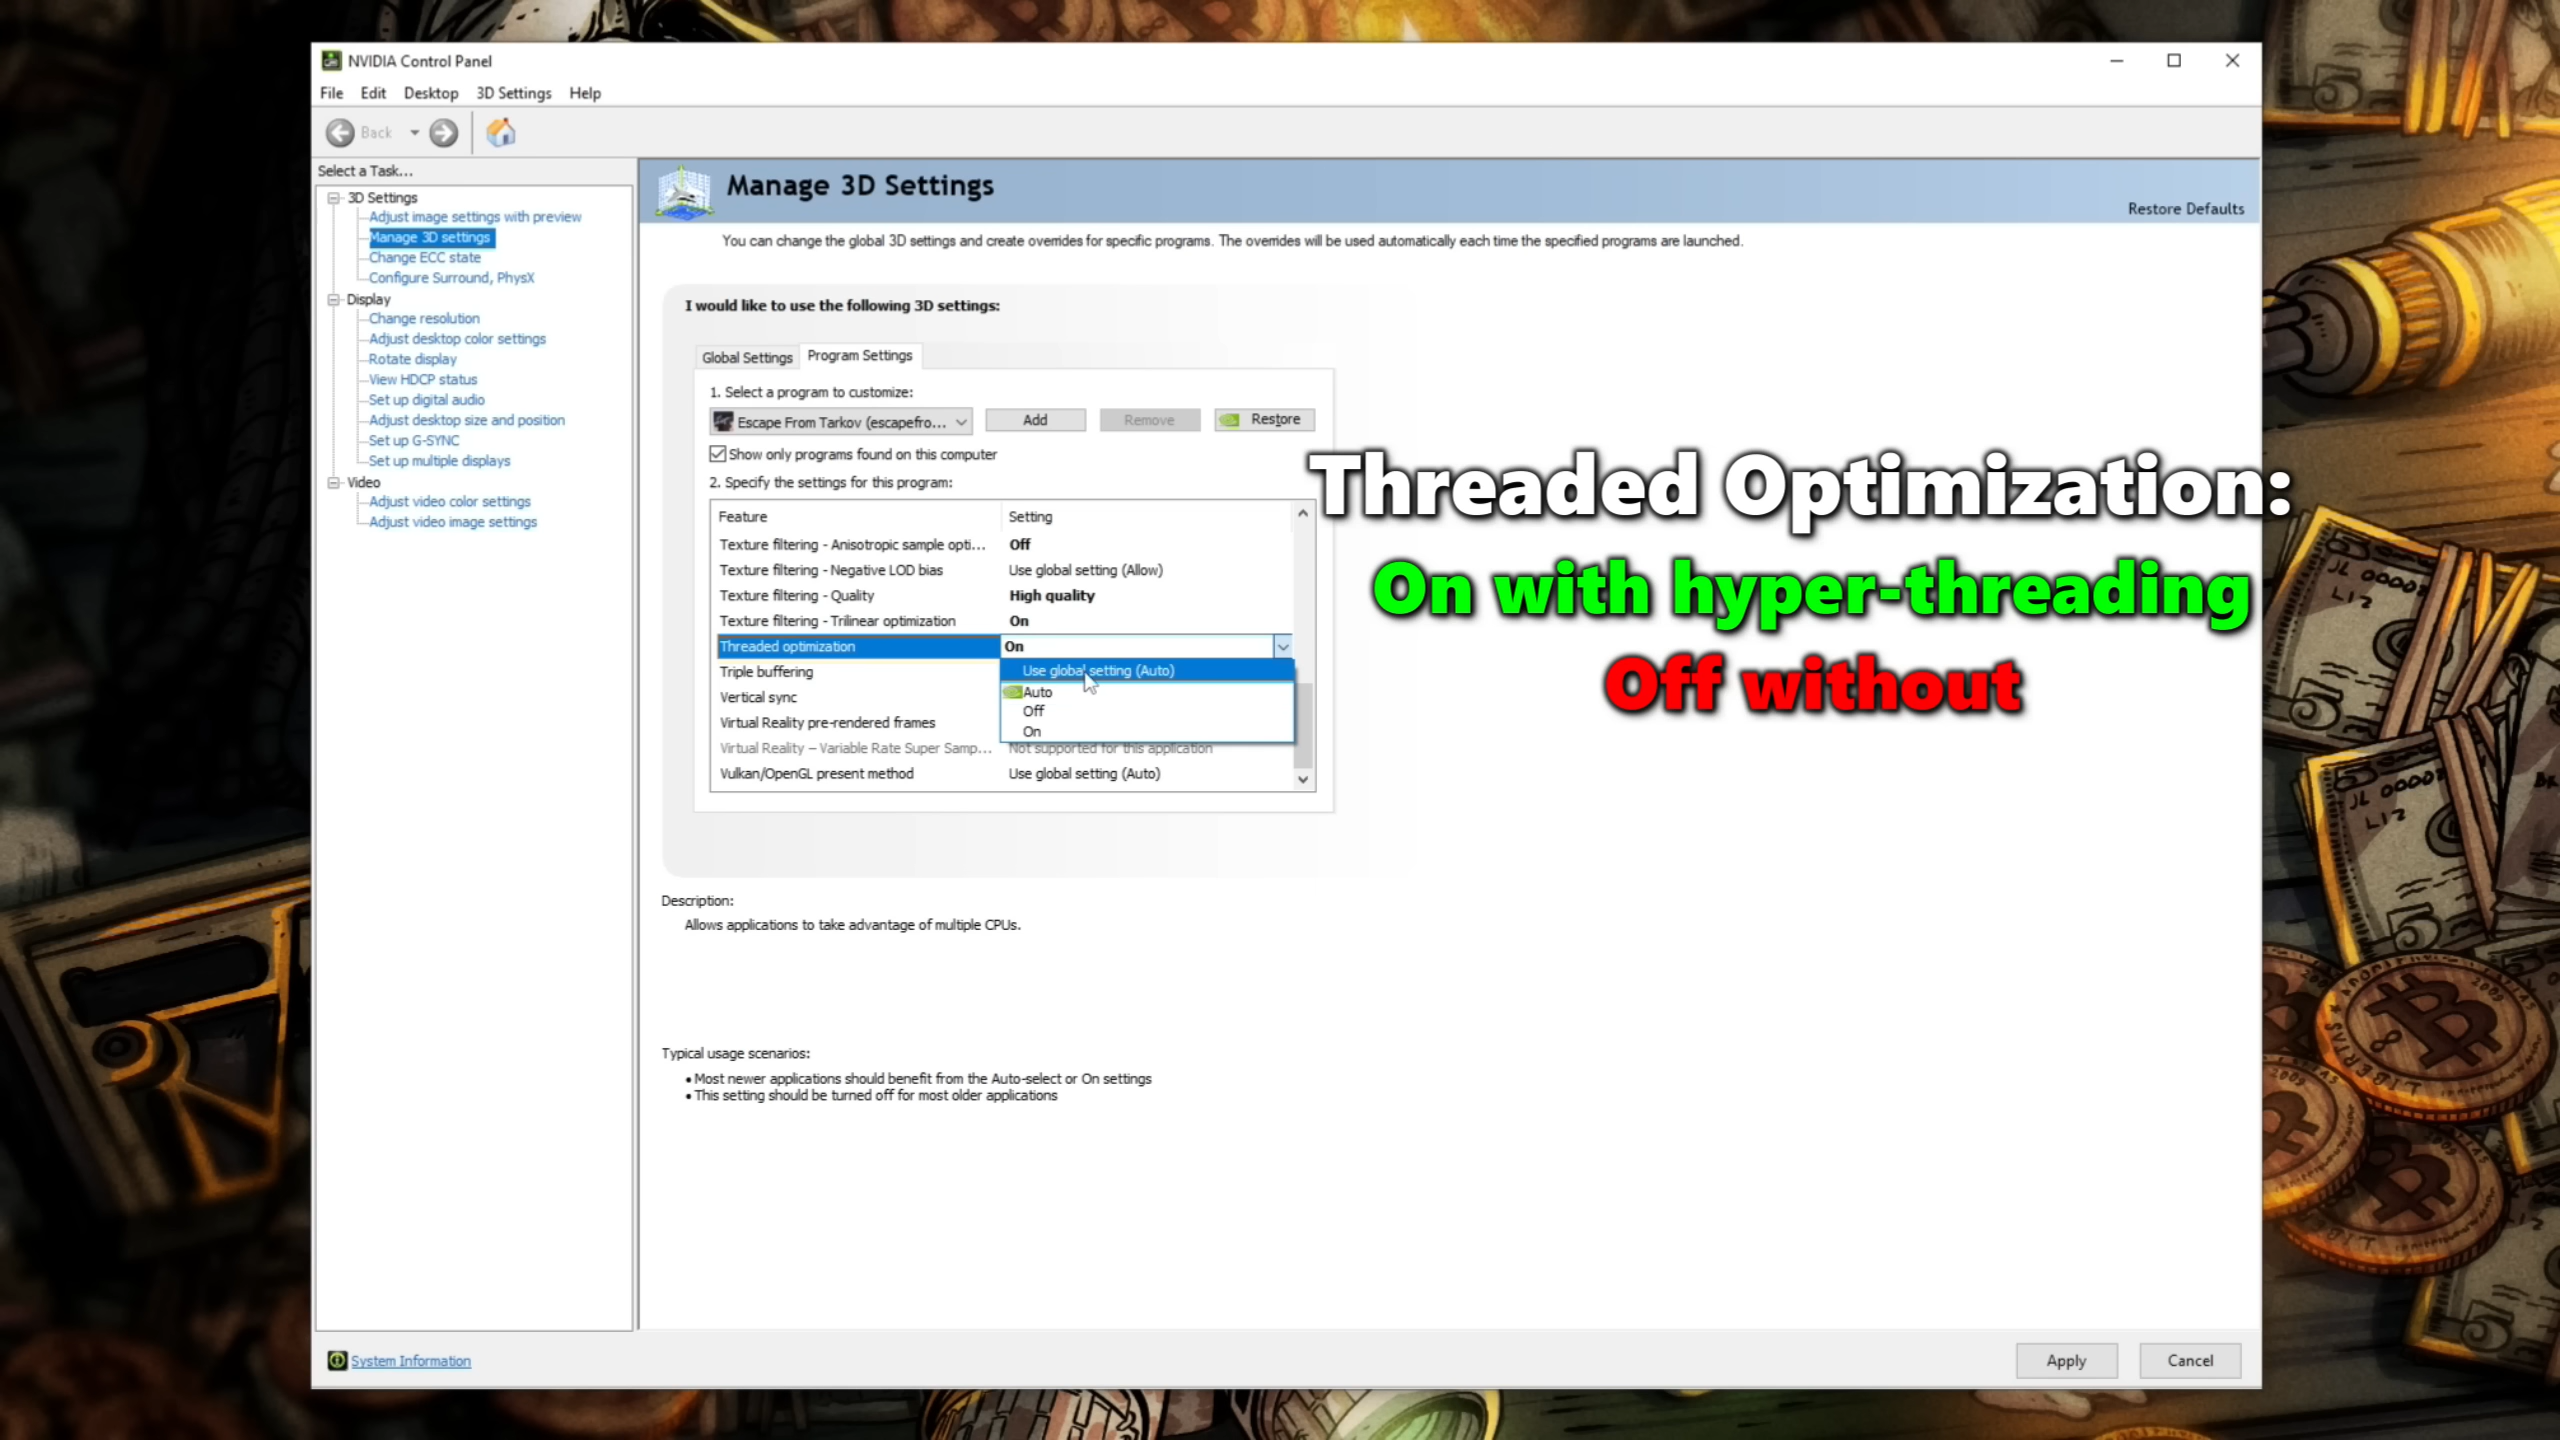 NVIDIA Control Panel
File Edit Desktop 3D Settings Help
Back
Select a Task...
3D Settings
Adjust image settings with preview
Manage 3D settings
Change ECC state
Configure Surround, PhysX
Display
Change resolution
Adjust desktop color settings
Rotate display
View HDCP status
Set up digital audio
Adjust desktop size and position
Set up G-SYNC
Set up multiple displays
Video
Adjust video color settings
Adjust video image settings
System Information
Manage 3D Settings
Restore Defaults
You can change the global 3D settings and create overrides for specific programs. The overrides will be used automatically each time the specified programs are launched.
I would like to use the following 3D settings:
Global Settings Program Settings
1. Select a program to customize:
Escape From Tarkov (escapefro... Add Remove Restore
Show only programs found on this computer
2. Specify the settings for this program:
Feature Setting
Texture filtering - Anisotropic sample opti... Off
Texture filtering - Negative LOD bias Use global setting (Allow)
Texture filtering - Quality High quality
Texture filtering - Trilinear optimization On
Threaded optimization On
Triple buffering
Vertical sync
Virtual Reality pre-rendered frames
Virtual Reality – Variable Rate Super Samp... Not supported for this application
Vulkan/OpenGL present method Use global setting (Auto)
Use global setting (Auto)
Auto
Off
On
Threaded Optimization:
On with hyper-threading
Off without
Description:
Allows applications to take advantage of multiple CPUs.
Typical usage scenarios:
• Most newer applications should benefit from the Auto-select or On settings
• This setting should be turned off for most older applications
Apply Cancel
JL 0000
L12
JL 0000
L12
2009
2009